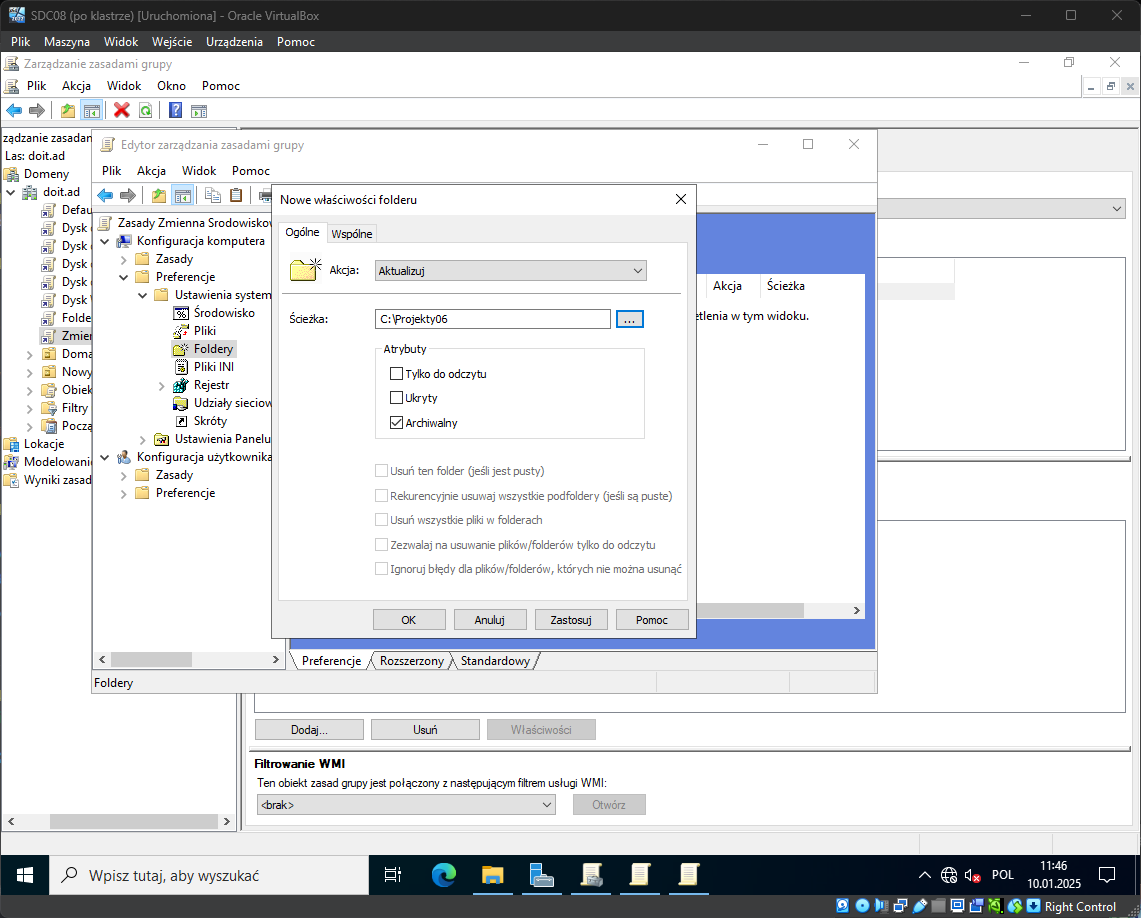 SDC08 (po klastrze) [Uruchomiona] - Oracle VirtualBox
Plik Maszyna Widok Wejście Urządzenia Pomoc
Zarządzanie zasadami grupy
Plik Akcja Widok Okno Pomoc
ządzanie zasadan
Las: doit.ad
Domeny
doit.ad
Defau
Dysk
Dysk
Dysk
Dysk
Dysk
Folde
Zmien
Doma
Nowy
Obiek
Filtry
Począ
Lokacje
Modelowani
Wyniki zasad
Edytor zarządzania zasadami grupy
Plik Akcja Widok Pomoc
Zasady Zmienna Srodowiskow
Konfiguracja komputera
Zasady
Preferencje
Ustawienia system
Środowisko
Pliki
Foldery
Pliki INI
Rejestr
Udziały sieciow
Skróty
Ustawienia Panelu
Konfiguracja użytkownika
Zasady
Preferencje
Akcja Ścieżka
etlenia w tym widoku.
Preferencje Rozszerzony Standardowy
Foldery
Nowe właściwości folderu
Ogólne Wspólne
Akcja: Aktualizuj
Ścieżka: C:\Projekty06 ...
Atrybuty
Tylko do odczytu
Ukryty
Archiwalny
Usuń ten folder (jeśli jest pusty)
Rekurencyjnie usuwaj wszystkie podfoldery (jeśli są puste)
Usuń wszystkie pliki w folderach
Zezwalaj na usuwanie plików/folderów tylko do odczytu
Ignoruj błędy dla plików/folderów, których nie można usunąć
OK Anuluj Zastosuj Pomoc
Dodaj... Usuń Właściwości
Filtrowanie WMI
Ten obiekt zasad grupy jest połączony z następującym filtrem usługi WMI:
<brak> Otwórz
Wpisz tutaj, aby wyszukać
POL
11:46
10.01.2025
Right Control